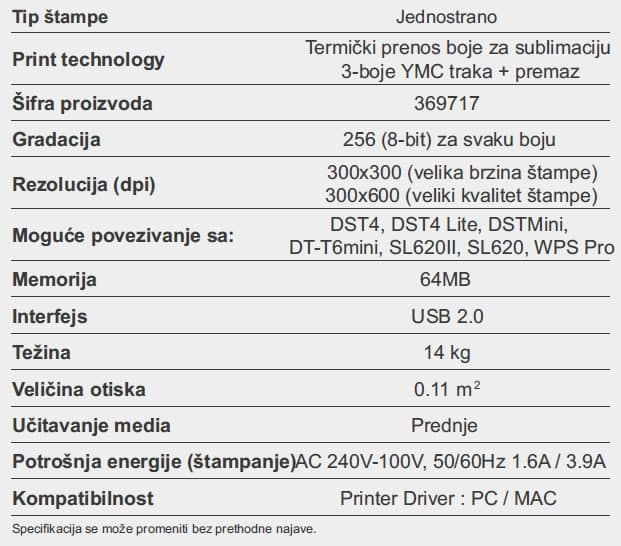 Tip štampe Jednostrano
Print technology Termički prenos boje za sublimaciju
3-boje YMC traka + premaz
Šifra proizvoda 369717
Gradacija 256 (8-bit) za svaku boju
Rezolucija (dpi) 300x300 (velika brzina štampe)
300x600 (veliki kvalitet štampe)
Moguće povezivanje sa: DST4, DST4 Lite, DSTMini,
DT-T6mini, SL620II, SL620, WPS Pro
Memorija 64MB
Interfejs USB 2.0
Težina 14 kg
Veličina otiska 0.11 m²
Učitavanje media Prednje
Potrošnja energije (štampanje) AC 240V-100V, 50/60Hz 1.6A / 3.9A
Kompatibilnost Printer Driver : PC / MAC
Specifikacija se može promeniti bez prethodne najave.